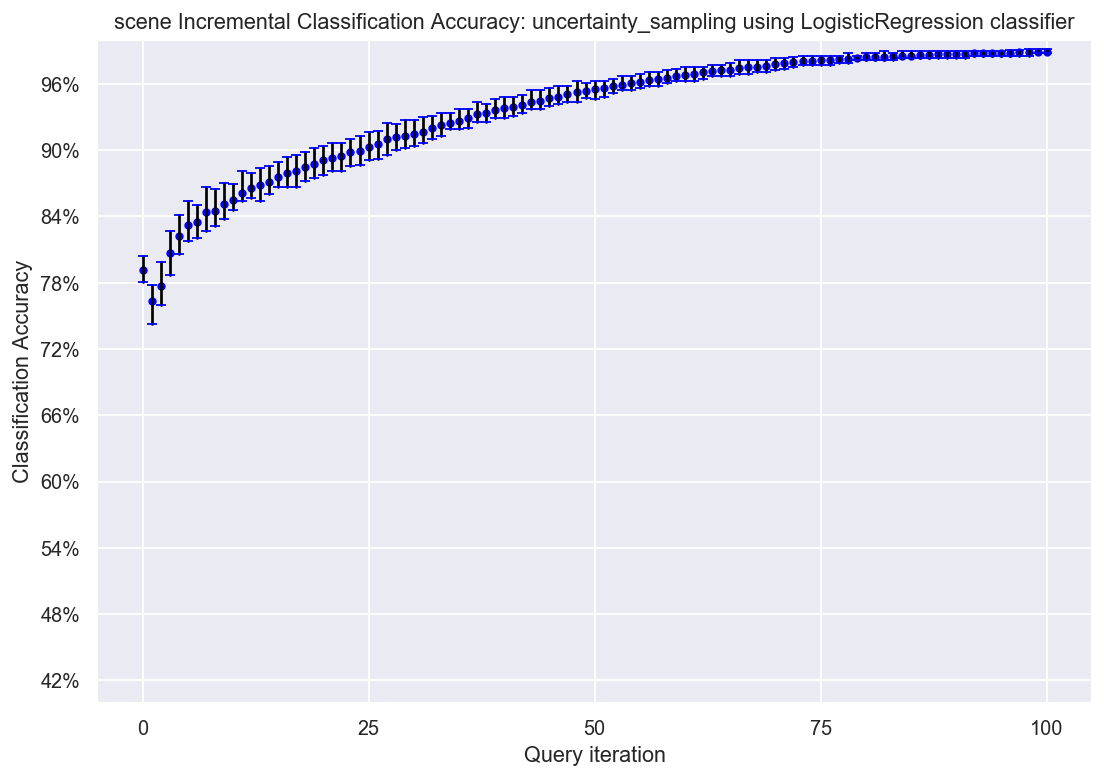 scene Incremental Classification Accuracy: uncertainty_sampling using LogisticRegression classifier
96%
90%
84%
78%
72%
66%
60%
54%
48%
42%
Classification Accuracy
0 25 50 75 100
Query iteration